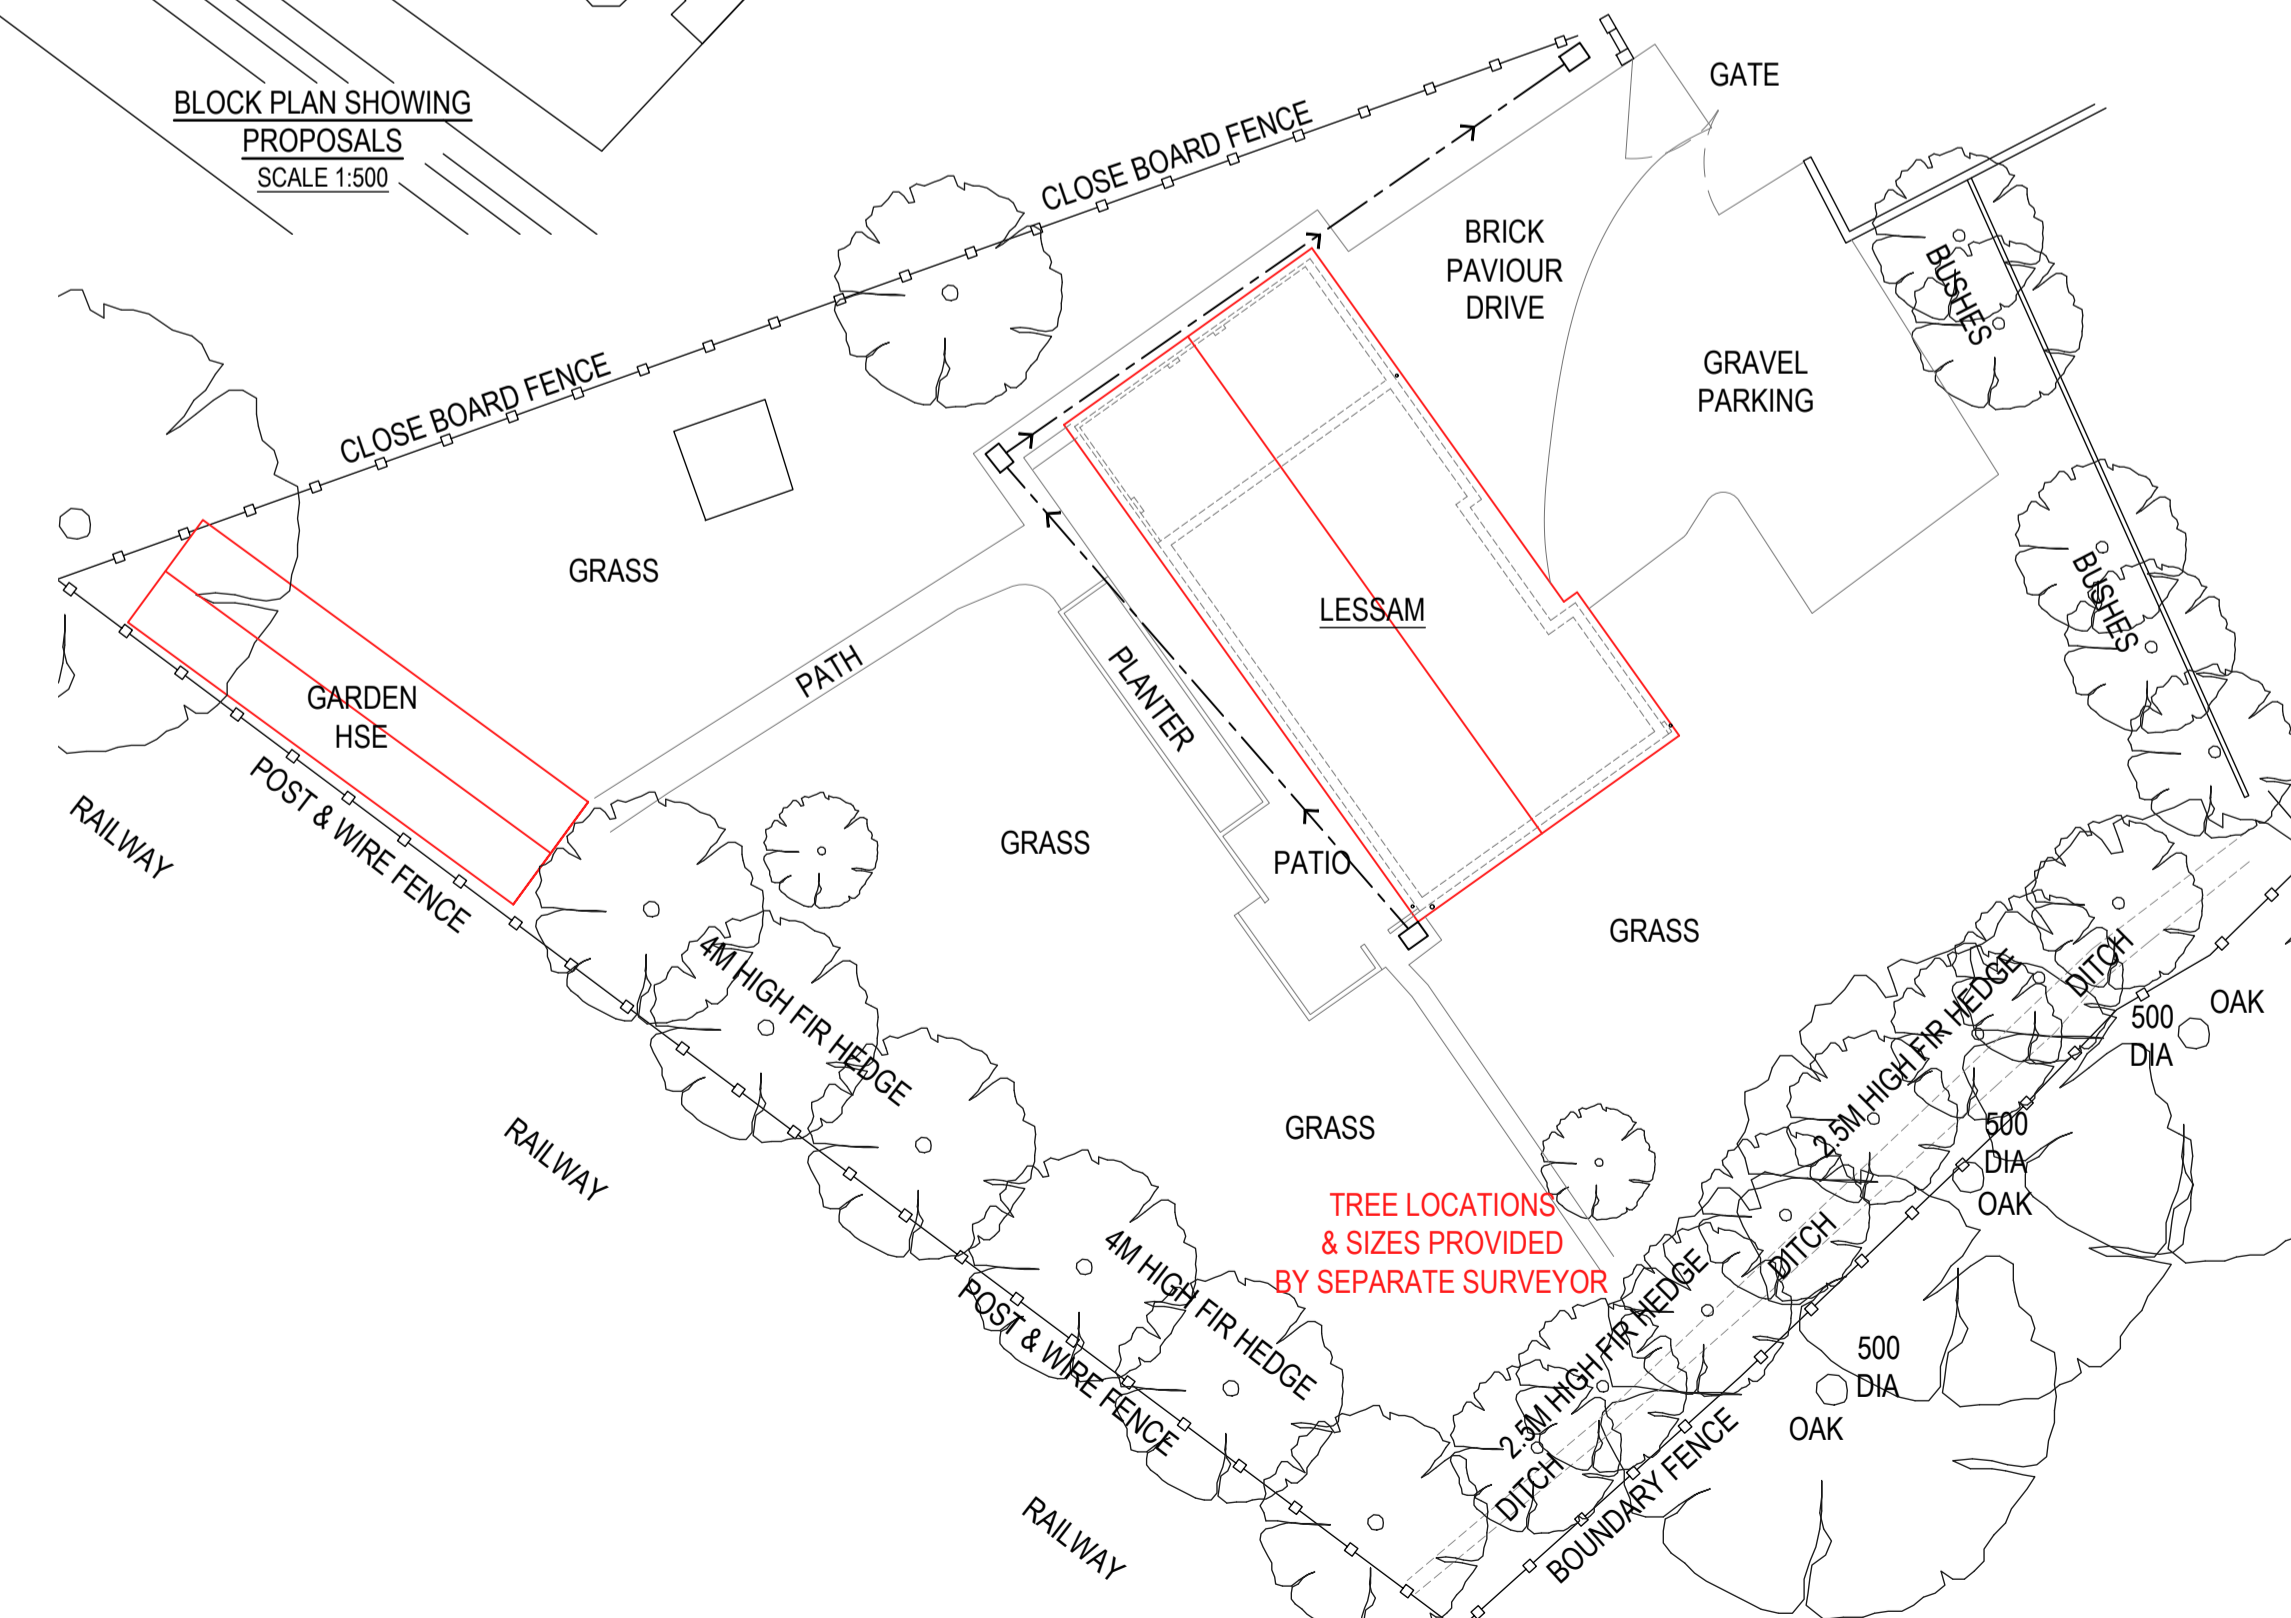 BLOCK PLAN SHOWING
PROPOSALS
SCALE 1:500
GATE
CLOSE BOARD FENCE
BRICK
PAVIOUR
DRIVE
BUSHES
GRAVEL
PARKING
CLOSE BOARD FENCE
GRASS
LESSAM
BUSHES
PATH
PLANTER
GARDEN
HSE
POST & WIRE FENCE
RAILWAY
GRASS
PATIO
GRASS
4M HIGH FIR HEDGE
2.5M HIGH FIR HEDGE
DITCH
OAK
500
DIA
GRASS
500
DIA
OAK
RAILWAY
TREE LOCATIONS
& SIZES PROVIDED
BY SEPARATE SURVEYOR
DITCH
4M HIGH FIR HEDGE
POST & WIRE FENCE
2.5M HIGH FIR HEDGE
500
DIA
OAK
DITCH
BOUNDARY FENCE
RAILWAY